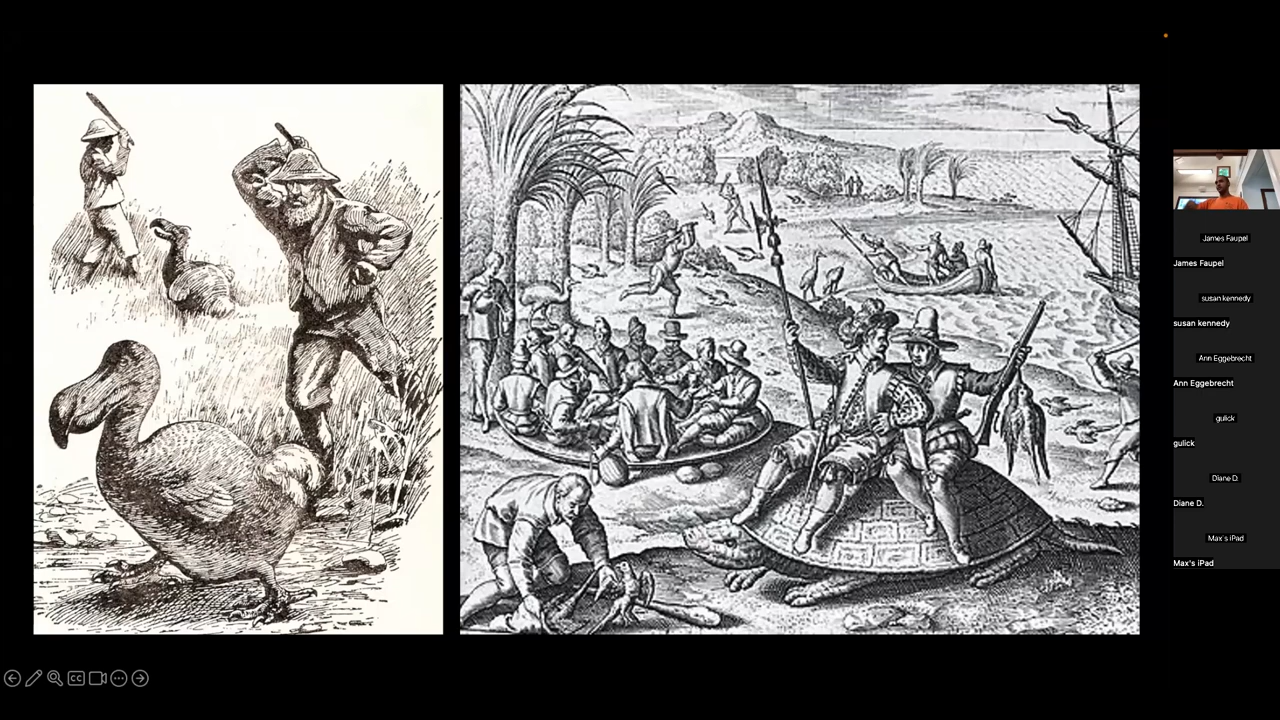 James Faupel
James Faupel
susan kennedy
susan kennedy
Ann Eggebrecht
Ann Eggebrecht
gulick
gulick
Diane D.
Diane D.
Max's iPad
Max's iPad
CC